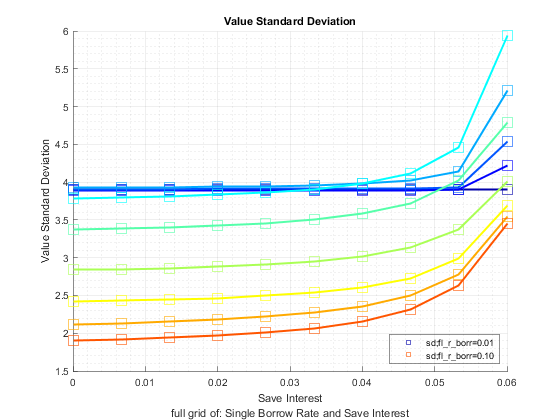 Value Standard Deviation
6
5.5
5
4.5
4
3.5
3
2.5
2
1.5
Value Standard Deviation
0
0.01
0.02
0.03
0.04
0.05
0.06
sd;fl_r_borr=0.01
sd;fl_r_borr=0.10
Save Interest
full grid of: Single Borrow Rate and Save Interest